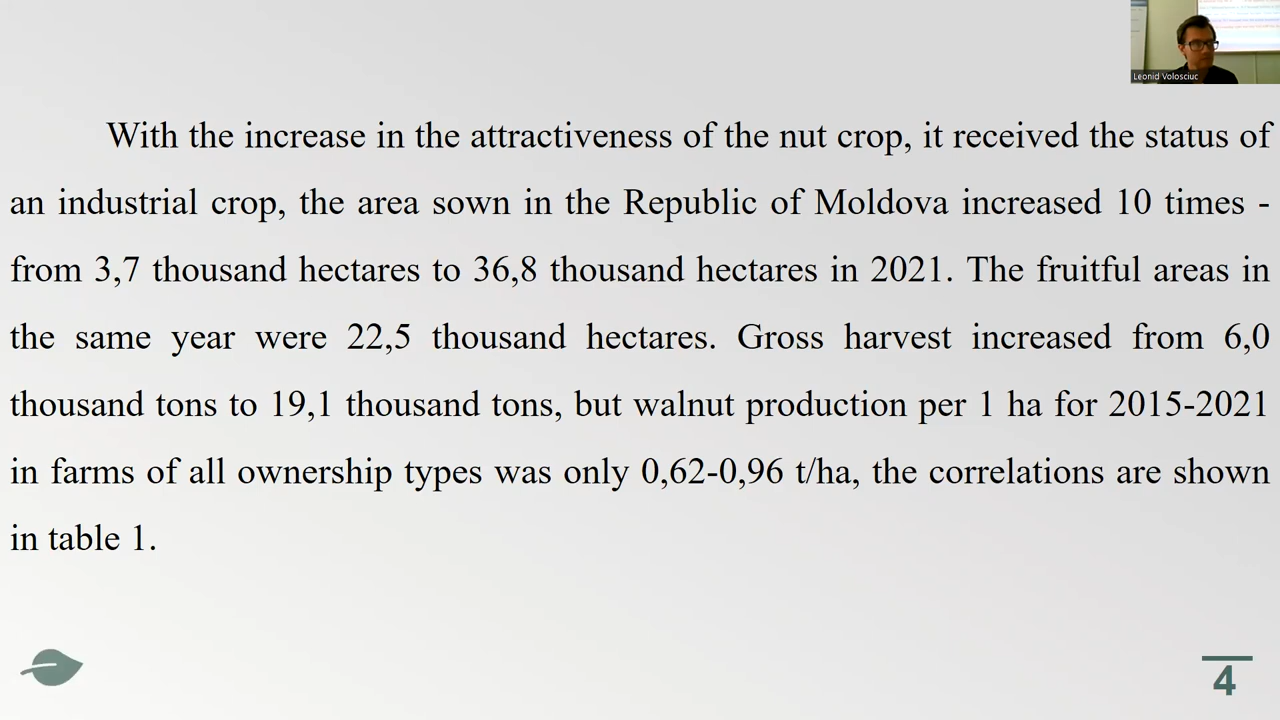 Leonid Volosciuc
With the increase in the attractiveness of the nut crop, it received the status of
an industrial crop, the area sown in the Republic of Moldova increased 10 times -
from 3,7 thousand hectares to 36,8 thousand hectares in 2021. The fruitful areas in
the same year were 22,5 thousand hectares. Gross harvest increased from 6,0
thousand tons to 19,1 thousand tons, but walnut production per 1 ha for 2015-2021
in farms of all ownership types was only 0,62-0,96 t/ha, the correlations are shown
in table 1.
4